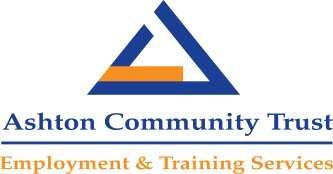 Ashton Community Trust
Employment & Training Services